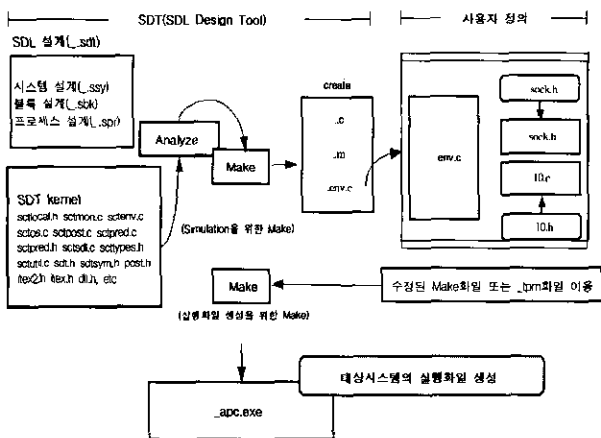 SDT(SDL Design Tool)
사용자 정의
SDL 설계(_.sdt)
시스템 설계(_.ssy)
블록 설계(_.sbk)
프로세스 설계(_.spr)
Analyze
Make
create
.c
.m
.env.c
env.c
sock.h
sock.h
10.c
10.h
SDT kernel
sctlocal.h sctmon.c sctenv.c
sctos.c sctpost.c sctpred.c
sctpred.h sctsdl.c scttypes.h
sctutil.c sdt.h sdtsym.h post.h
itex2.h itex.h dll.h, etc
(Simulation을 위한 Make)
Make
수정된 Make화일 또는 _.tpm화일 이용
(실행화일 생성을 위한 Make)
대상시스템의 실행화일 생성
_apc.exe